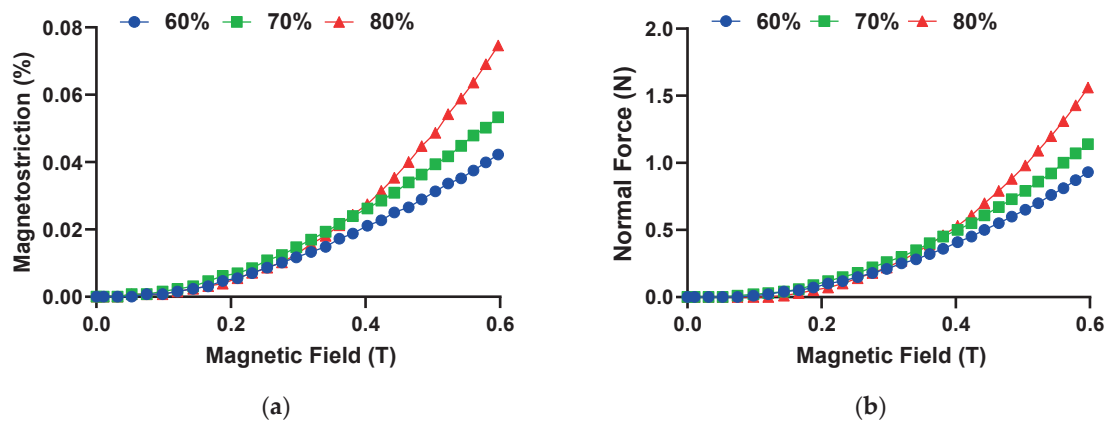 60% 70% 80%
0.08
0.06
0.04
0.02
0.00
Magnetostriction (%)
0.0 0.2 0.4 0.6
Magnetic Field (T)
(a)
60% 70% 80%
2.0
1.5
1.0
0.5
0.0
Normal Force (N)
0.0 0.2 0.4 0.6
Magnetic Field (T)
(b)